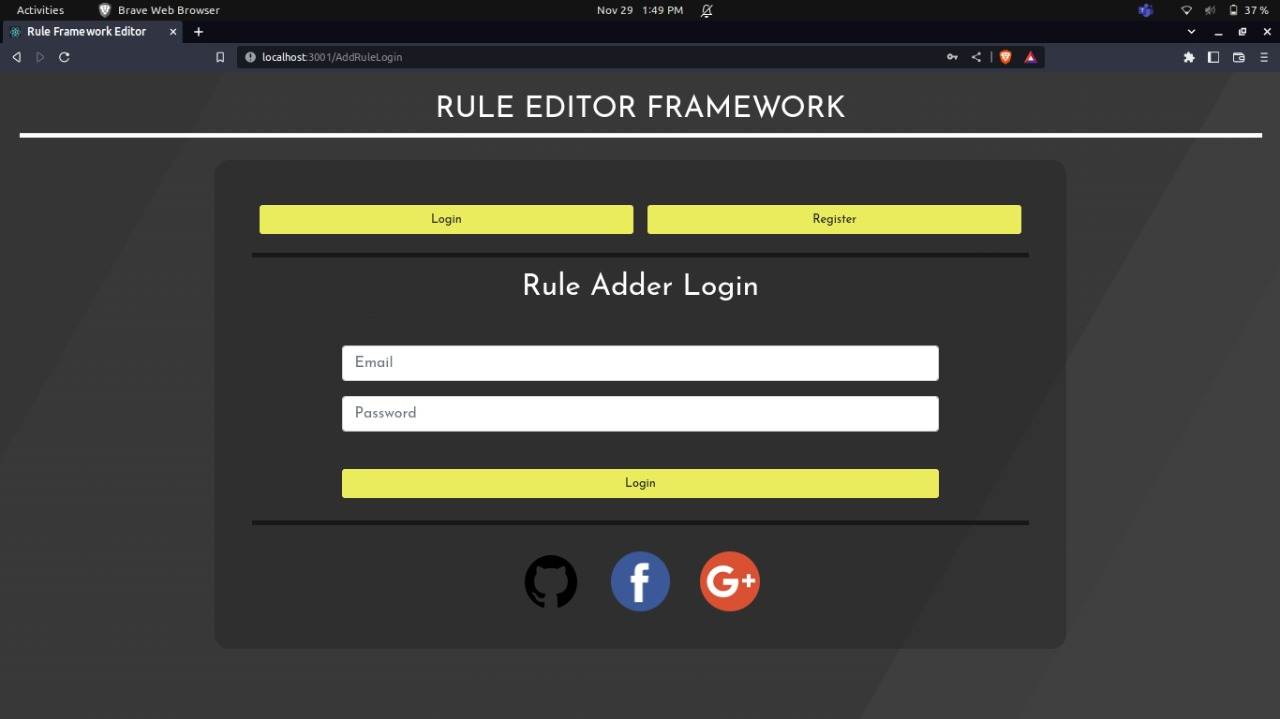 Activities Brave Web Browser Nov 29 1:49 PM 37 %
Rule Framework Editor
localhost:3001/AddRuleLogin
RULE EDITOR FRAMEWORK
Login Register
Rule Adder Login
Email
Password
Login
G+